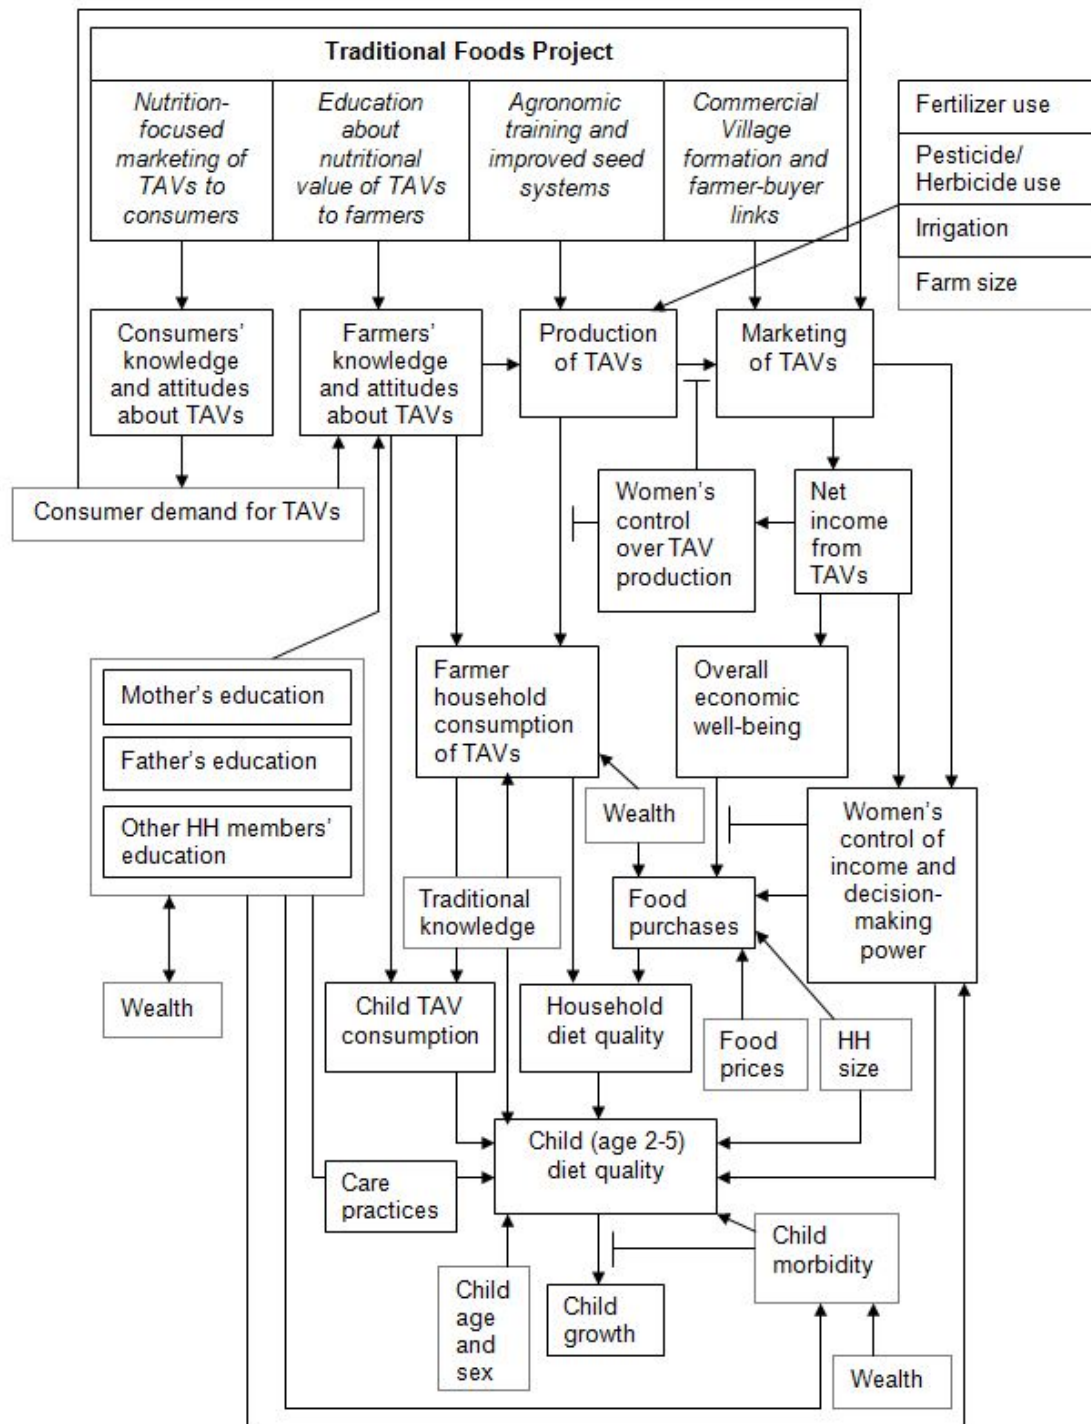 Traditional Foods Project
Nutrition-
focused
marketing of
TAVs to
consumers
Education
about
nutritional
value of TAVs
to farmers
Agronomic
training and
improved seed
systems
Commercial
Village
formation and
farmer-buyer
links
Fertilizer use
Pesticide/
Herbicide use
Irrigation
Farm size
Consumers'
knowledge
and attitudes
about TAVs
Farmers'
knowledge
and attitudes
about TAVs
Production
of TAVs
Marketing
of TAVs
Consumer demand for TAVs
Women's
control
over TAV
production
Net
income
from
TAVs
Mother's education
Father's education
Other HH members'
education
Farmer
household
consumption
of TAVs
Overall
economic
well-being
Wealth
Women's
control of
income and
decision-
making
power
Traditional
knowledge
Food
purchases
Wealth
Child TAV
consumption
Household
diet quality
Food
prices
HH
size
Child (age 2-5)
diet quality
Care
practices
Child
morbidity
Child
age
and
sex
Child
growth
Wealth